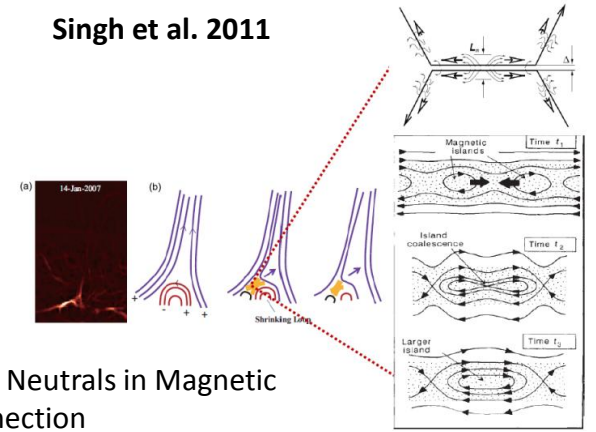 Singh et al. 2011
Lₙ
Δ
Magnetic
Islands
Time t₁
Island
coalescence
Time t₂
Larger
island
Time t₃
(a)
14-Jan-2007
(b)
+
-
+
+
Shrinking Loop
Neutrals in Magnetic
nection